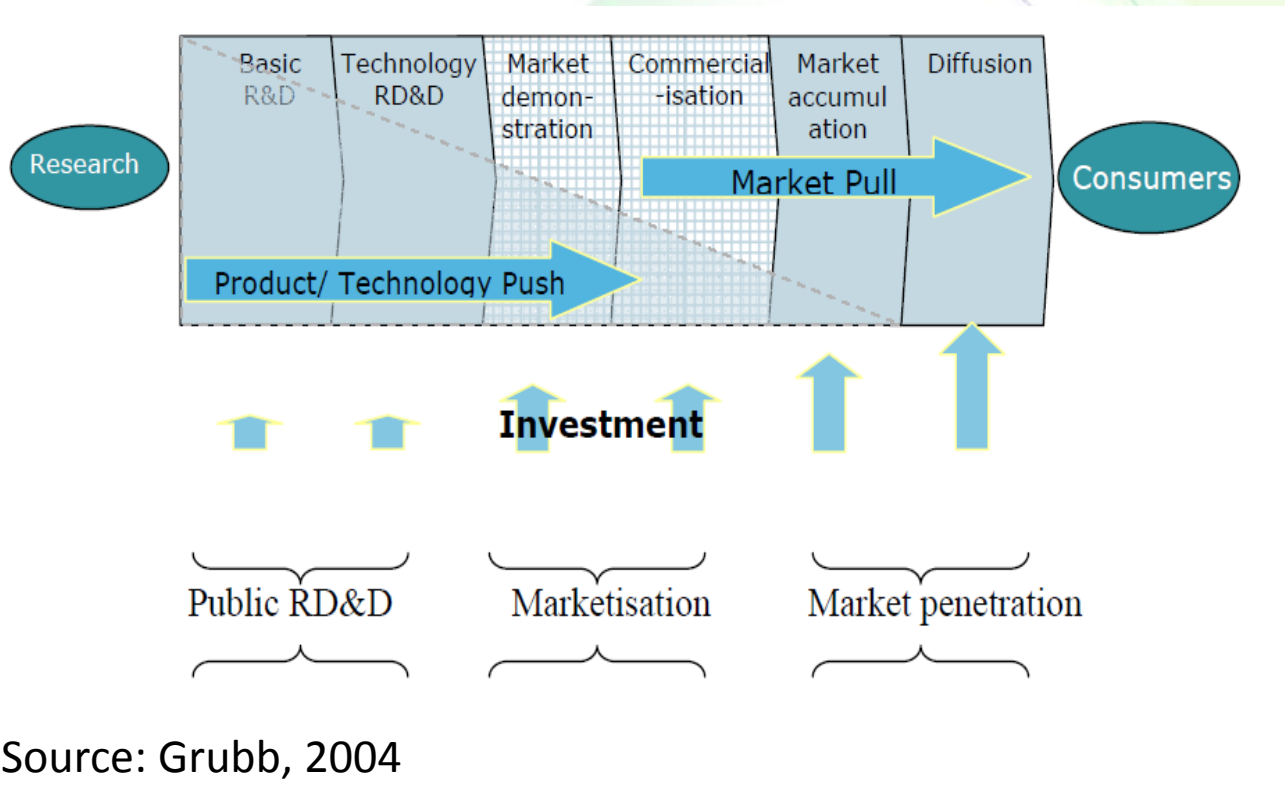 Basic
R&D
Technology
RD&D
Market
demon-
stration
Commercial
-isation
Market
accumul
ation
Diffusion
Research
Market Pull
Consumers
Product/ Technology Push
Investment
Public RD&D
Marketisation
Market penetration
Source: Grubb, 2004